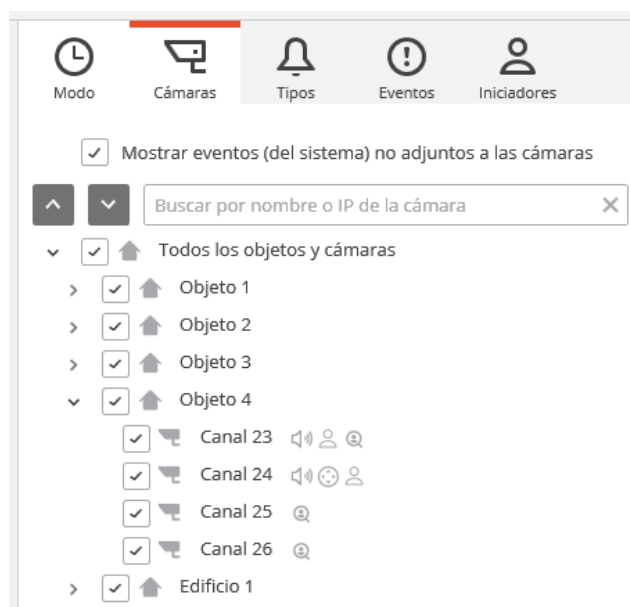 Modo Cámaras Tipos Eventos Iniciadores
Mostrar eventos (del sistema) no adjuntos a las cámaras
Buscar por nombre o IP de la cámara
Todos los objetos y cámaras
Objeto 1
Objeto 2
Objeto 3
Objeto 4
Canal 23
Canal 24
Canal 25
Canal 26
Edificio 1